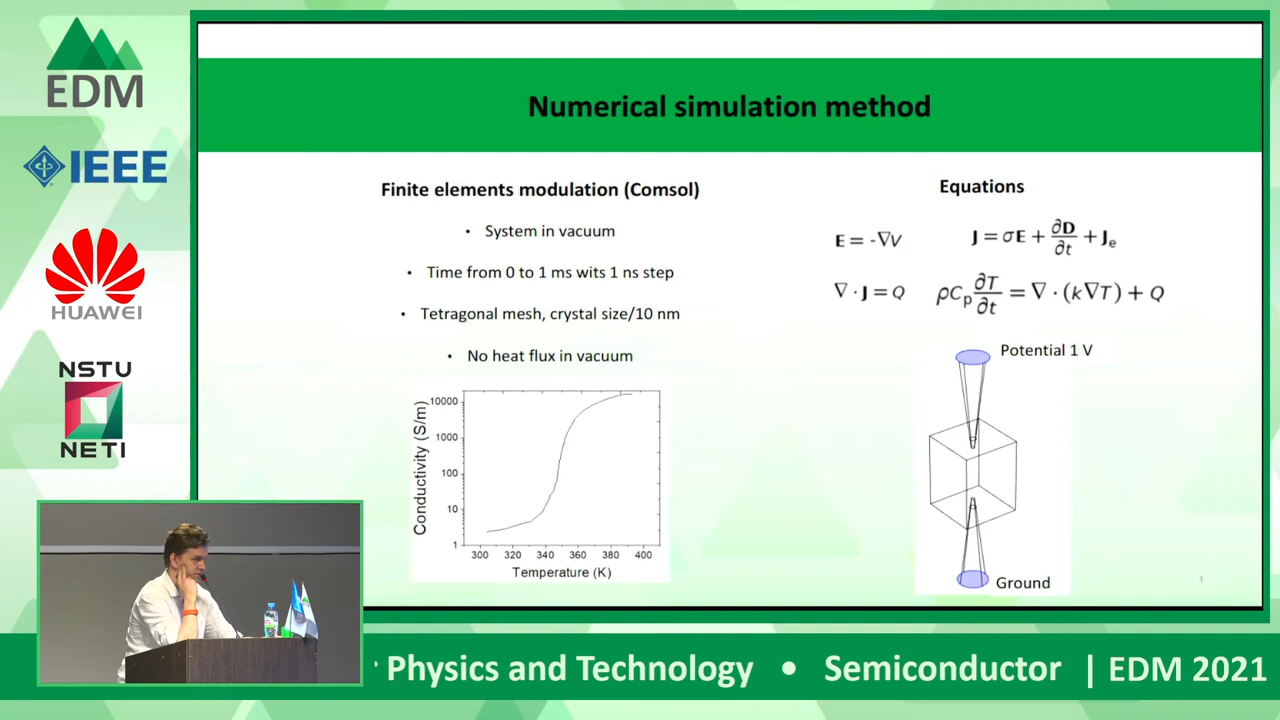 EDM
IEEE
HUAWEI
NSTU
NETI
Numerical simulation method
Finite elements modulation (Comsol)
• System in vacuum
• Time from 0 to 1 ms wits 1 ns step
• Tetragonal mesh, crystal size/10 nm
• No heat flux in vacuum
Conductivity (S/m)
10000
1000
100
10
1
300 320 340 360 380 400
Temperature (K)
Equations
E = -∇V
J = σE + ∂D/∂t + Jₑ
∇ · J = Q
ρCₚ ∂T/∂t = ∇ · (k∇T) + Q
Potential 1 V
Ground
3
Physics and Technology • Semiconductor | EDM 2021